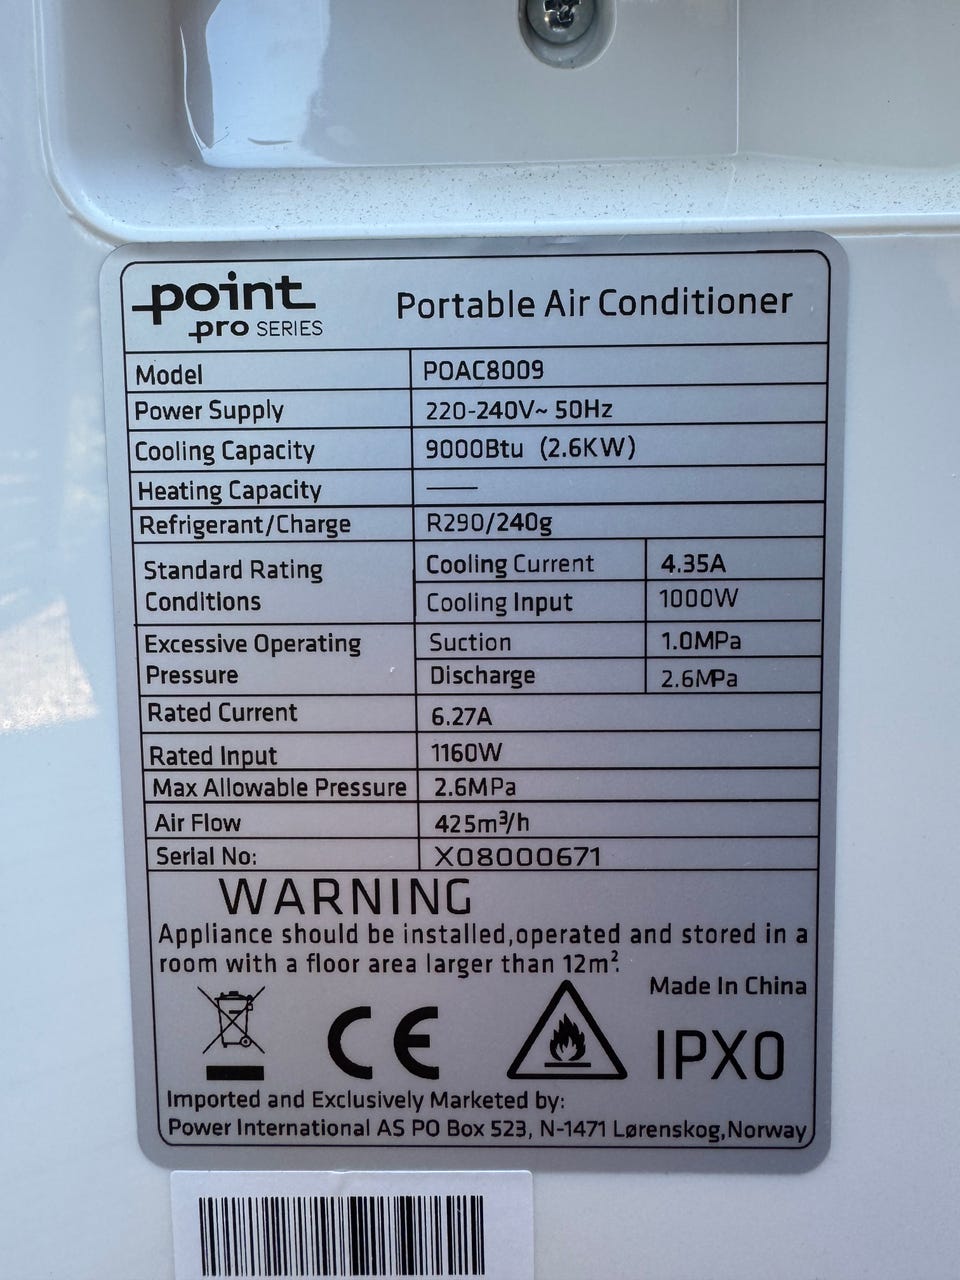 point
pro SERIES
Portable Air Conditioner
Model POAC8009
Power Supply 220-240V~ 50Hz
Cooling Capacity 9000Btu (2.6KW)
Heating Capacity ——
Refrigerant/Charge R290/240g
Standard Rating Conditions
Cooling Current 4.35A
Cooling Input 1000W
Excessive Operating Pressure
Suction 1.0MPa
Discharge 2.6MPa
Rated Current 6.27A
Rated Input 1160W
Max Allowable Pressure 2.6MPa
Air Flow 425m³/h
Serial No: X08000671
WARNING
Appliance should be installed,operated and stored in a
room with a floor area larger than 12m².
Made In China
CE
IPX0
Imported and Exclusively Marketed by:
Power International AS PO Box 523, N-1471 Lørenskog,Norway